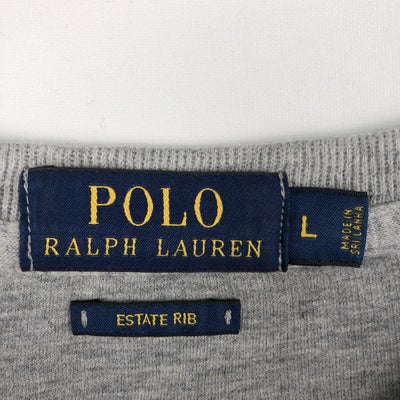 POLO
RALPH LAUREN
L
MADE IN
SRI LANKA
ESTATE RIB